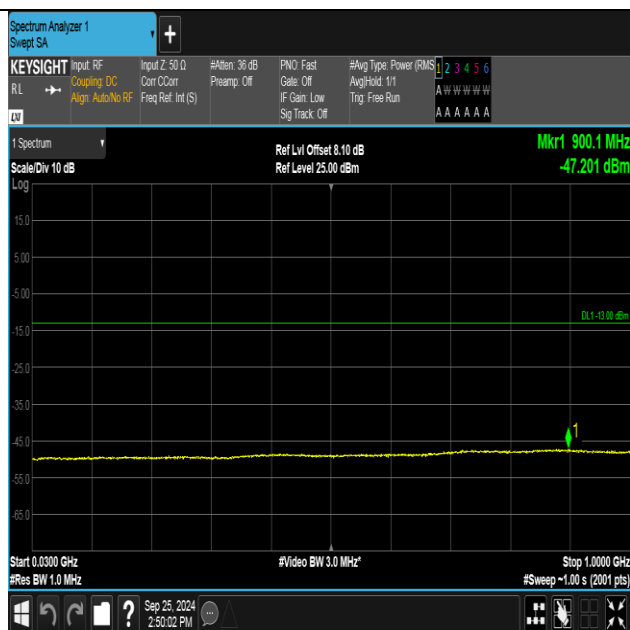 Spectrum Analyzer 1
Swept SA
+
KEYSIGHT
RL
LXI
Input: RF
Coupling: DC
Align: Auto/No RF
Input Z: 50 Ω
Corr CCorr
Freq Ref: Int (S)
#Atten: 36 dB
Preamp: Off
PNO: Fast
Gate: Off
IF Gain: Low
Sig Track: Off
#Avg Type: Power (RMS
Avg|Hold: 1/1
Trig: Free Run
1 2 3 4 5 6
A W W W W W
A A A A A A
1 Spectrum
Scale/Div 10 dB
Log
Ref Lvl Offset 8.10 dB
Ref Level 25.00 dBm
Mkr1 900.1 MHz
-47.201 dBm
15.0
5.00
-5.00
DL1 -13.00 dBm
-15.0
-25.0
-35.0
1
-45.0
-55.0
-65.0
Start 0.0300 GHz
#Video BW 3.0 MHz*
Stop 1.0000 GHz
#Res BW 1.0 MHz
#Sweep ~1.00 s (2001 pts)
?
Sep 25, 2024
2:50:02 PM